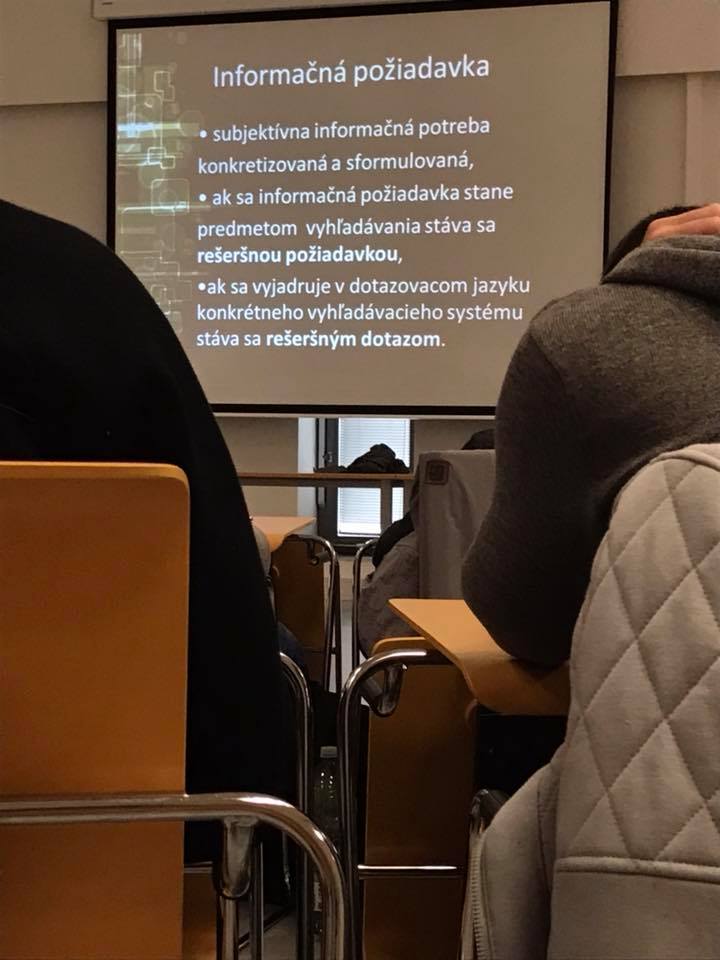 Informačná požiadavka
• subjektívna informačná potreba
konkretizovaná a sformulovaná,
• ak sa informačná požiadavka stane
predmetom vyhľadávania stáva sa
rešeršnou požiadavkou,
•ak sa vyjadruje v dotazovacom jazyku
konkrétneho vyhľadávacieho systému
stáva sa rešeršným dotazom.